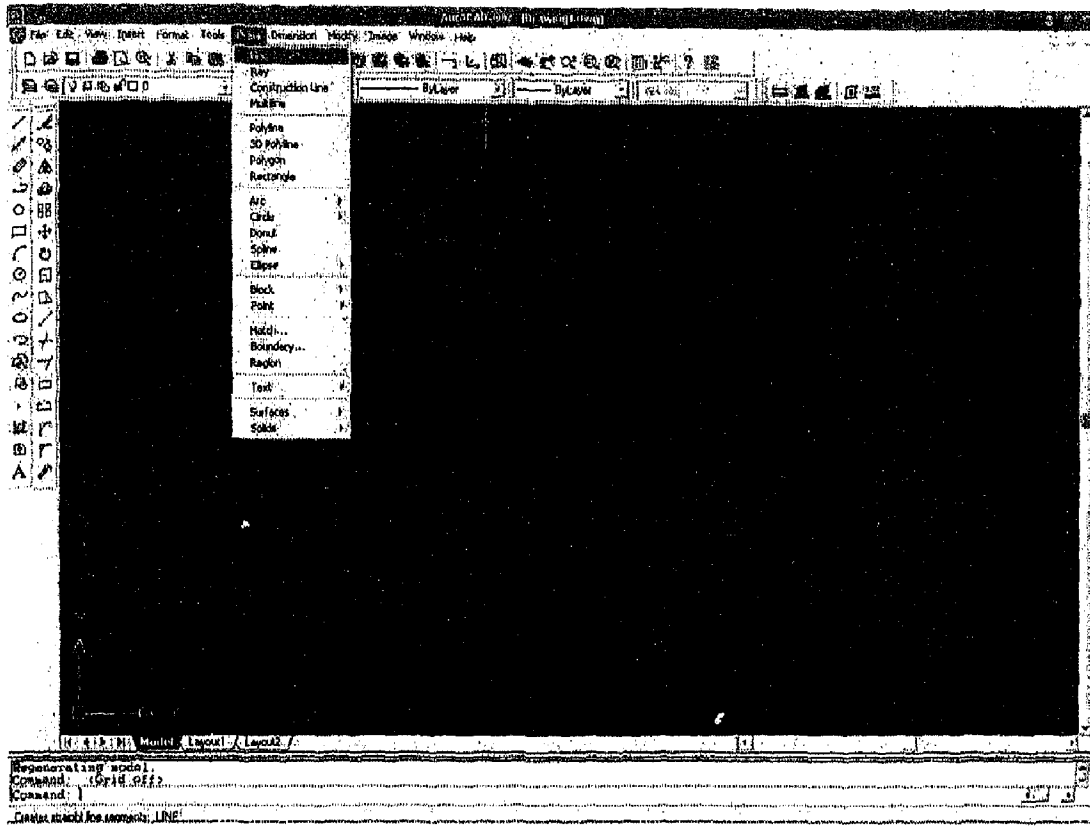 File Edit View Insert Format Tools Draw Dimension Modify Image Window Help
0
ByLayer
ByLayer
Ray
Construction Line
Multiline
Polyline
3D Polyline
Polygon
Rectangle
Arc
Circle
Donut
Spline
Ellipse
Block
Point
Hatch...
Boundary...
Region
Text
Surfaces
Solids
A
Model Layout1 Layout2
Regenerating model.
Command: <Grid off>
Command:
Creates straight line segments: LINE